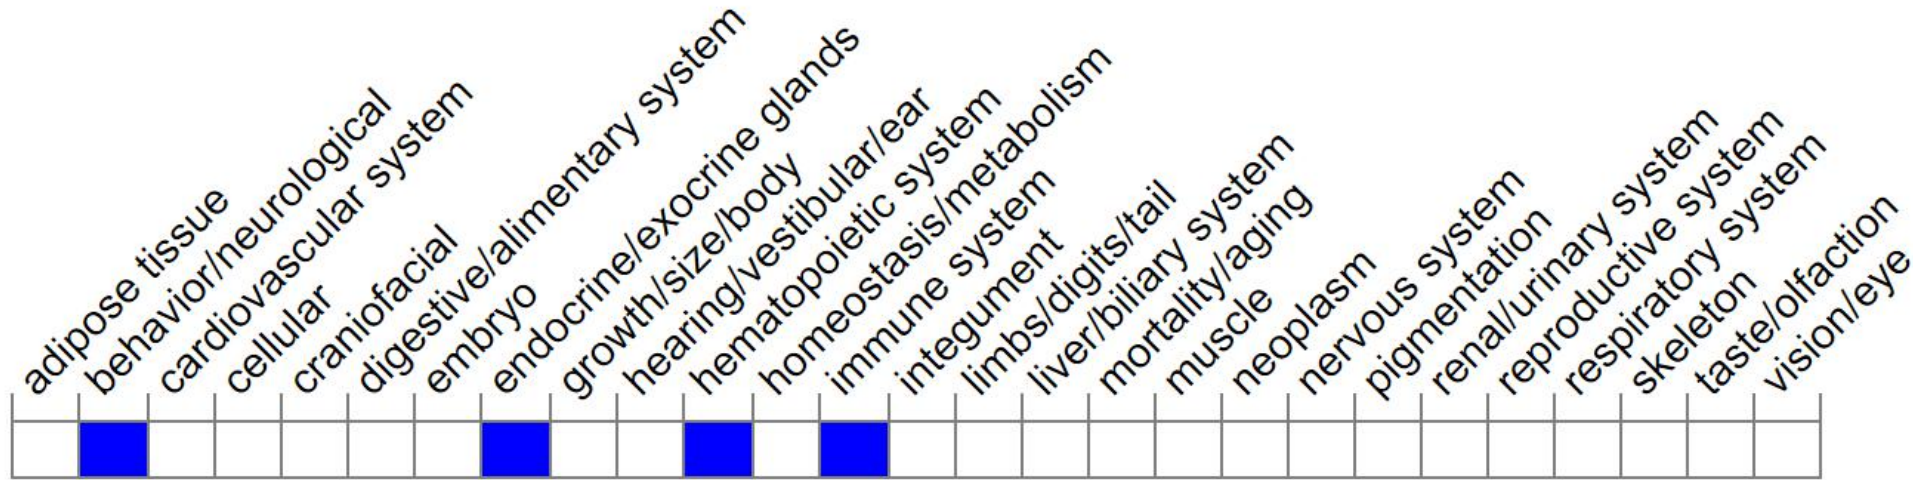 adipose tissue
behavior/neurological
cardiovascular system
cellular
craniofacial
digestive/alimentary system
embryo
endocrine/exocrine glands
growth/size/body
hearing/vestibular/ear
hematopoietic system
homeostasis/metabolism
immune system
integument
limbs/digits/tail
liver/biliary system
mortality/aging
muscle
neoplasm
nervous system
pigmentation
renal/urinary system
reproductive system
respiratory system
skeleton
taste/olfaction
vision/eye